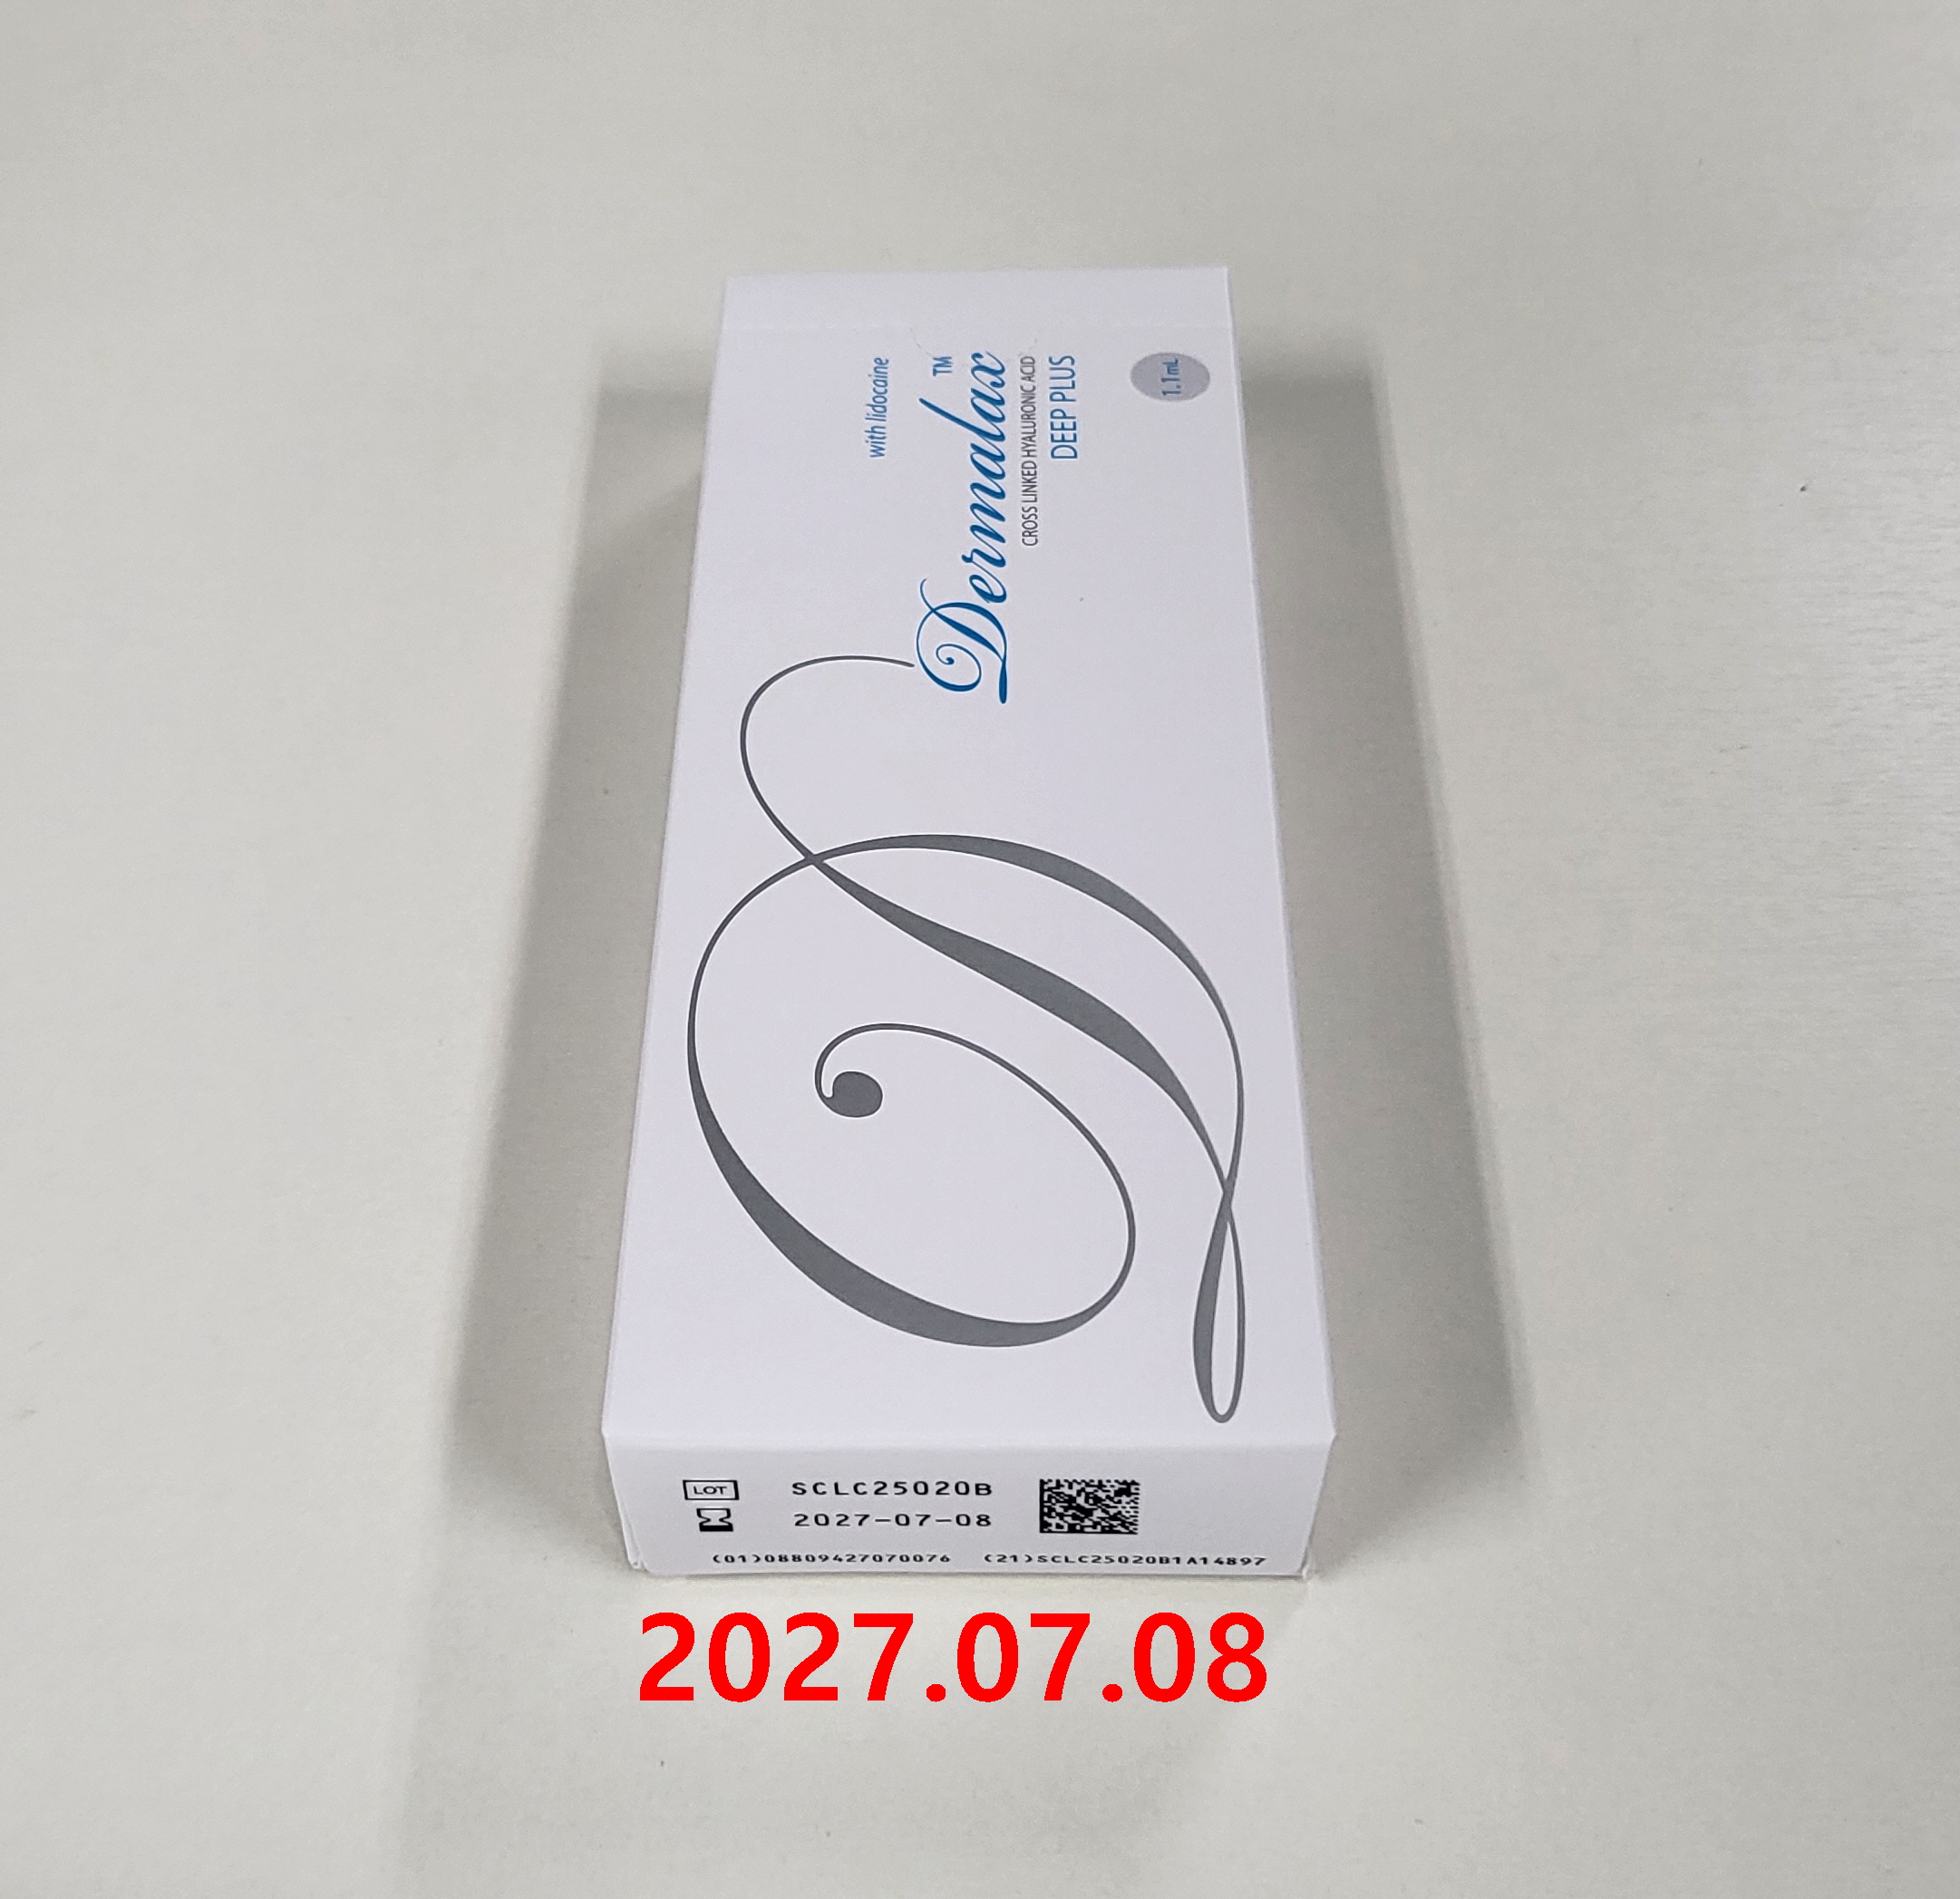 with lidocaine
Dermalax™
CROSS LINKED HYALURONIC ACID
DEEP PLUS
1.1mL
LOT SCLC25020B
2027-07-08
(01)08809427070076 (21)SCLC25020B1A14897
2027.07.08